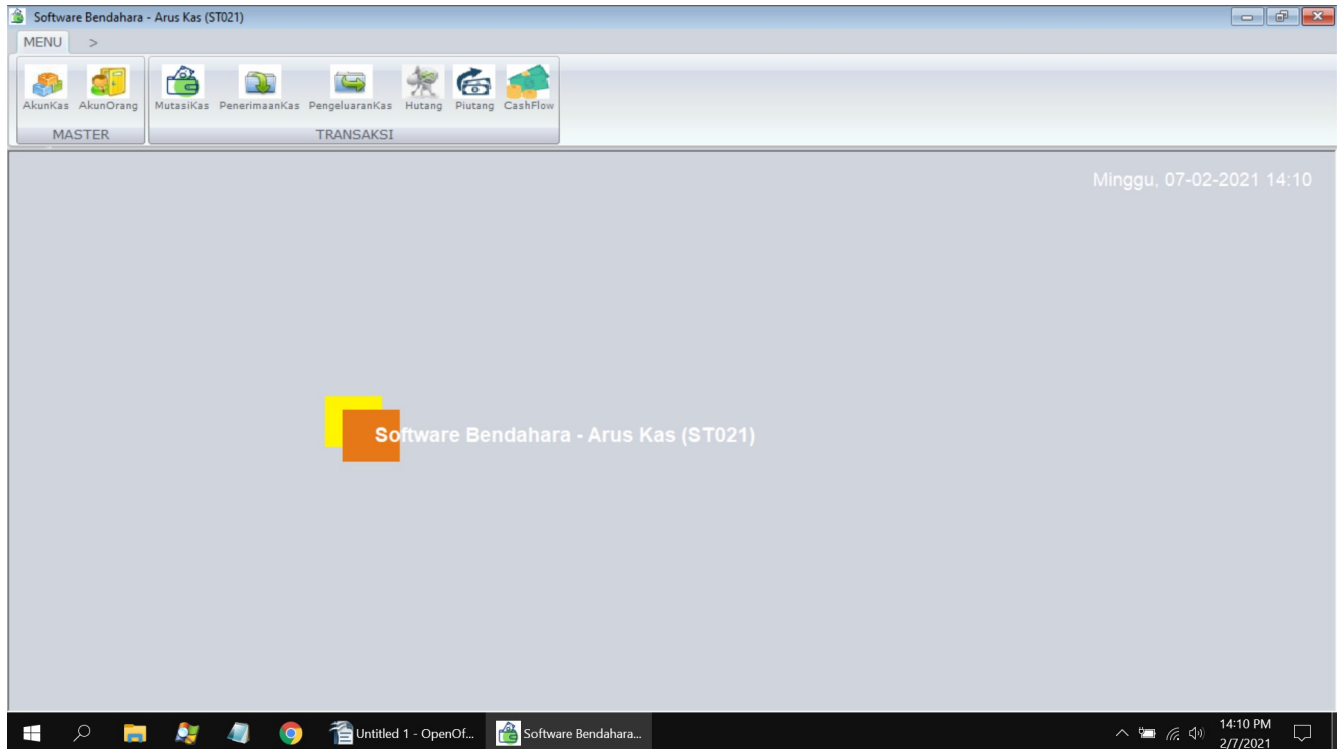 Software Bendahara - Arus Kas (ST021)
MENU >
AkunKas AkunOrang MutasiKas PenerimaanKas PengeluaranKas Hutang Piutang CashFlow
MASTER TRANSAKSI
Minggu, 07-02-2021 14:10
Software Bendahara - Arus Kas (ST021)
Untitled 1 - OpenOf... Software Bendahara... 14:10 PM
2/7/2021